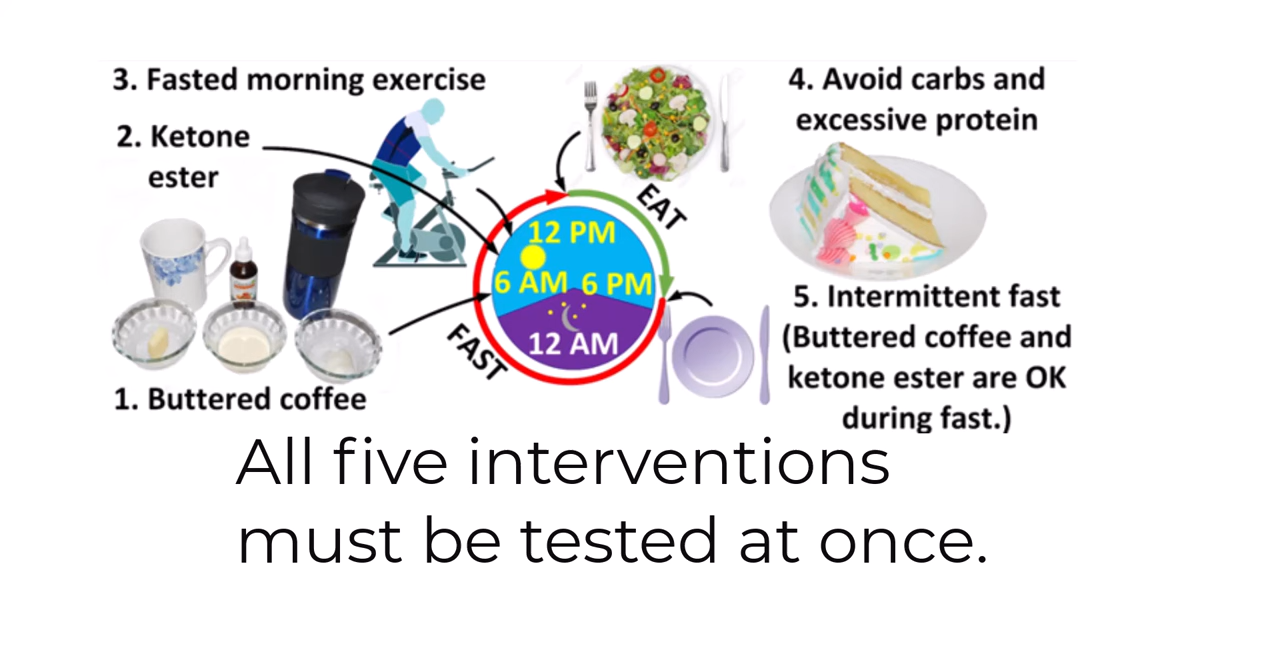 3. Fasted morning exercise
2. Ketone
ester
1. Buttered coffee
FAST
EAT
12 PM
6 AM 6 PM
12 AM
4. Avoid carbs and
excessive protein
5. Intermittent fast
(Buttered coffee and
ketone ester are OK
during fast.)
All five interventions
must be tested at once.